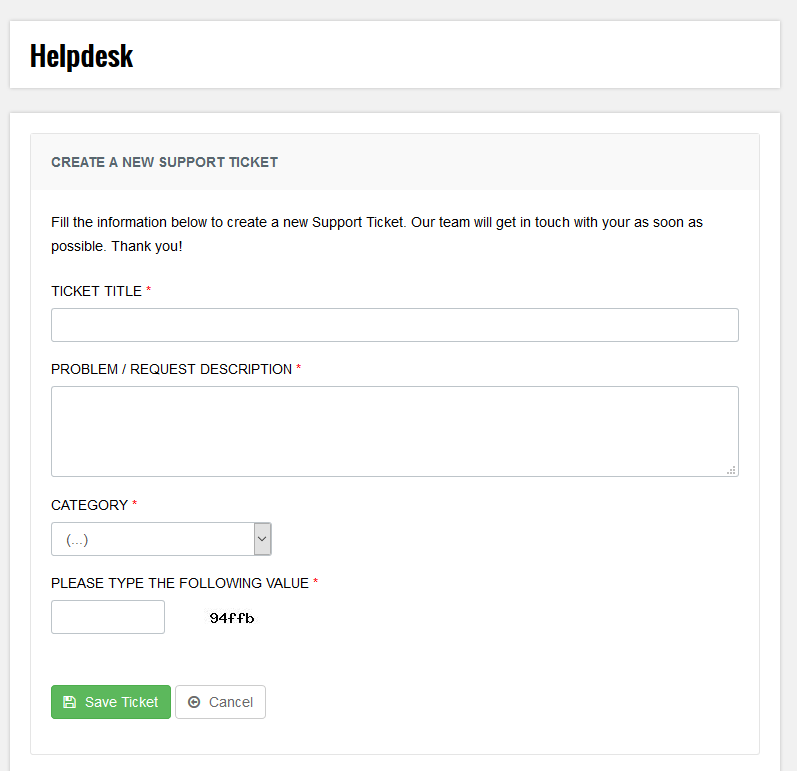 Helpdesk
CREATE A NEW SUPPORT TICKET
Fill the information below to create a new Support Ticket. Our team will get in touch with your as soon as
possible. Thank you!
TICKET TITLE *
PROBLEM / REQUEST DESCRIPTION *
CATEGORY *
(...)
PLEASE TYPE THE FOLLOWING VALUE *
94ffb
Save Ticket Cancel